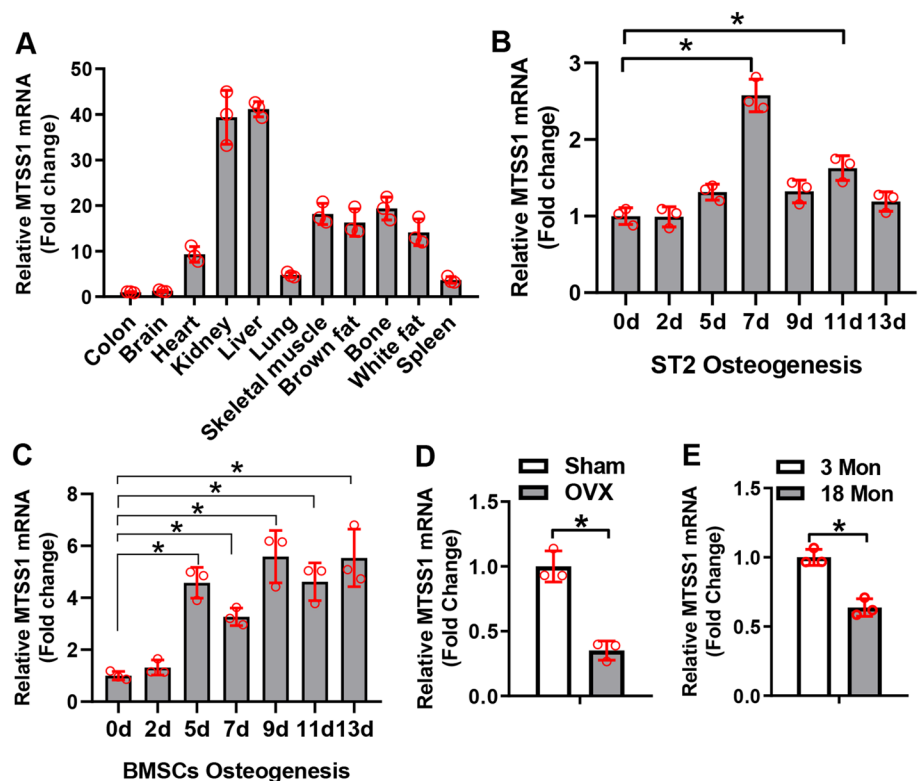 A
Relative MTSS1 mRNA
(Fold change)
50
40
30
20
10
0
Colon
Brain
Heart
Kidney
Liver
Lung
Skeletal muscle
Brown fat
Bone
White fat
Spleen
B
Relative MTSS1 mRNA
(Fold change)
3
2
1
0
*
*
0d 2d 5d 7d 9d 11d 13d
ST2 Osteogenesis
C
Relative MTSS1 mRNA
(Fold change)
8
6
4
2
0
*
*
*
*
*
0d 2d 5d 7d 9d 11d 13d
BMSCs Osteogenesis
D
Sham
OVX
Relative MTSS1 mRNA
(Fold Change)
1.5
1.0
0.5
0.0
*
E
3 Mon
18 Mon
Relative MTSS1 mRNA
(Fold Change)
1.5
1.0
0.5
0.0
*